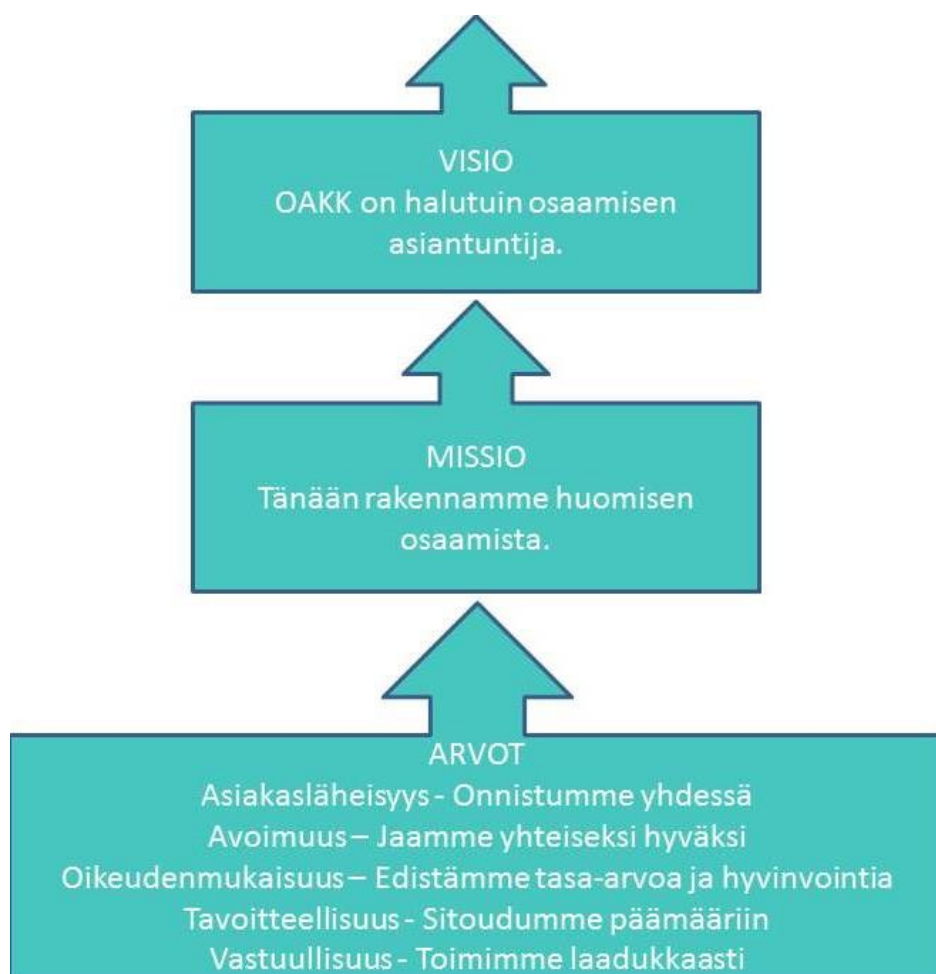 VISIO
OAKK on halutuin osaamisen
asiantuntija.
MISSIO
Tänään rakennamme huomisen
osaamista.
ARVOT
Asiakasläheisyys - Onnistumme yhdessä
Avoimuus – Jaamme yhteiseksi hyväksi
Oikeudenmukaisuus – Edistämme tasa-arvoa ja hyvinvointia
Tavoitteellisuus - Sitoudumme päämääriin
Vastuullisuus - Toimimme laadukkaasti